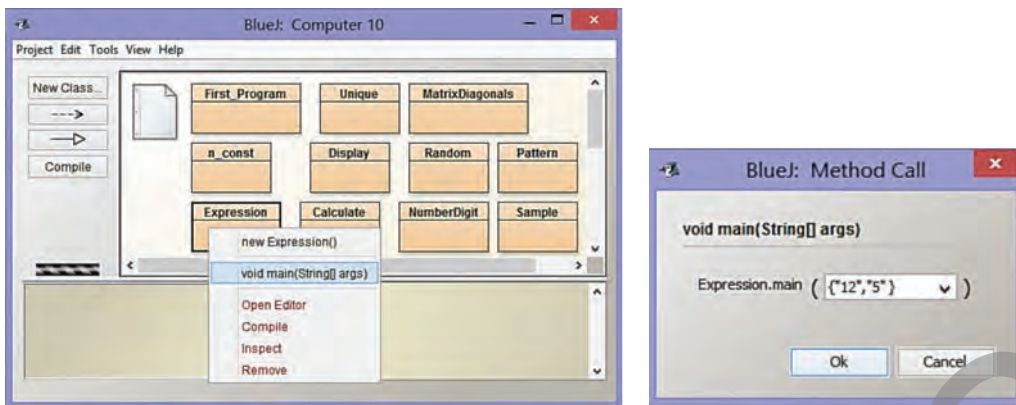 BlueJ: Computer 10
Project Edit Tools View Help
New Class...
Compile
First_Program
Unique
MatrixDiagonals
n_const
Display
Random
Pattern
Expression
Calculate
NumberDigit
Sample
new Expression()
void main(String[] args)
Open Editor
Compile
Inspect
Remove
BlueJ: Method Call
void main(String[] args)
Expression.main ( {"12","5"} )
Ok
Cancel